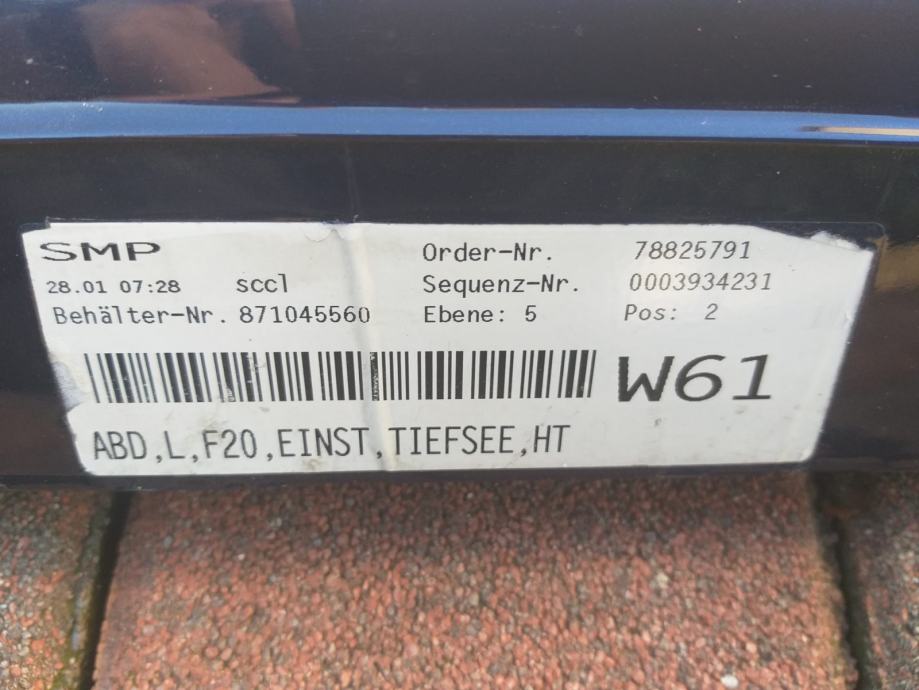 SMP Order-Nr. 78825791
28.01 07:28 sccl Sequenz-Nr. 0003934231
Behälter-Nr. 871045560 Ebene: 5 Pos: 2
W61
ABD,L,F20,EINST,TIEFSEE,HT